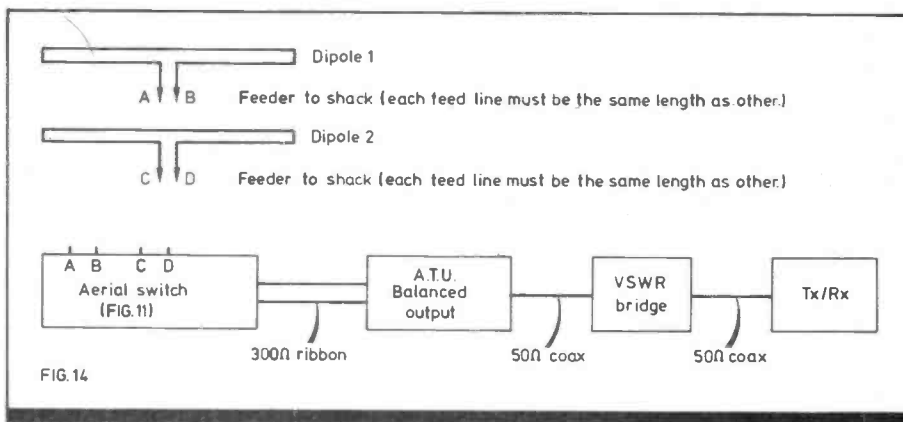 Dipole 1
A B Feeder to shack (each feed line must be the same length as other.)
Dipole 2
C D Feeder to shack (each feed line must be the same length as other.)
A B C D
Aerial switch
(FIG.11)
A.T.U.
Balanced
output
VSWR
bridge
Tx/Rx
300Ω ribbon
50Ω coax
50Ω coax
FIG.14